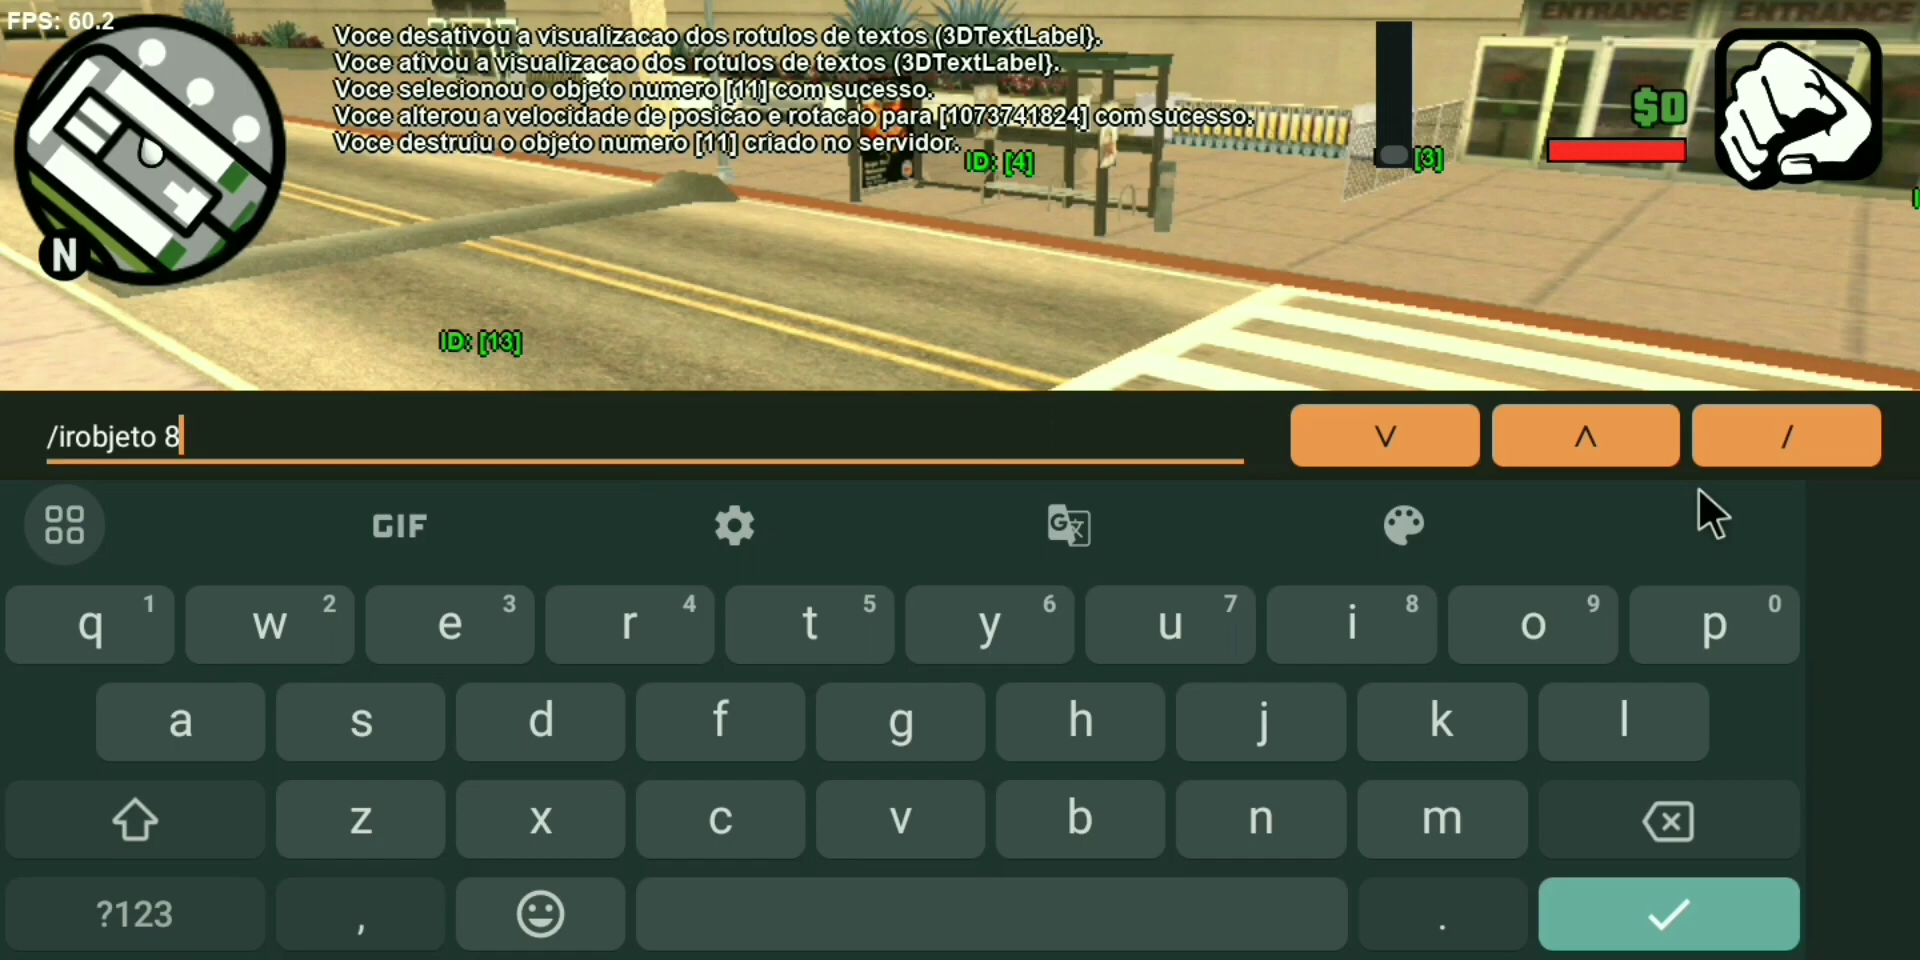 FPS: 60.2
ENTRANCE ENTRANCE
Voce desativou a visualizacao dos rotulos de textos (3DTextLabel}.
Voce ativou a visualizacao dos rotulos de textos (3DTextLabel}.
Voce selecionou o objeto numero [11] com sucesso.
Voce alterou a velocidade de posicao e rotacao para [1073741824] com sucesso.
Voce destruiu o objeto numero [11] criado no servidor.
$0
ID: [4]
[3]
N
ID: [13]
/irobjeto 8
V Λ /
GIF
G
q 1 w 2 e 3 r 4 t 5 y 6 u 7 i 8 o 9 p 0
a s d f g h j k l
z x c v b n m
?123 , .